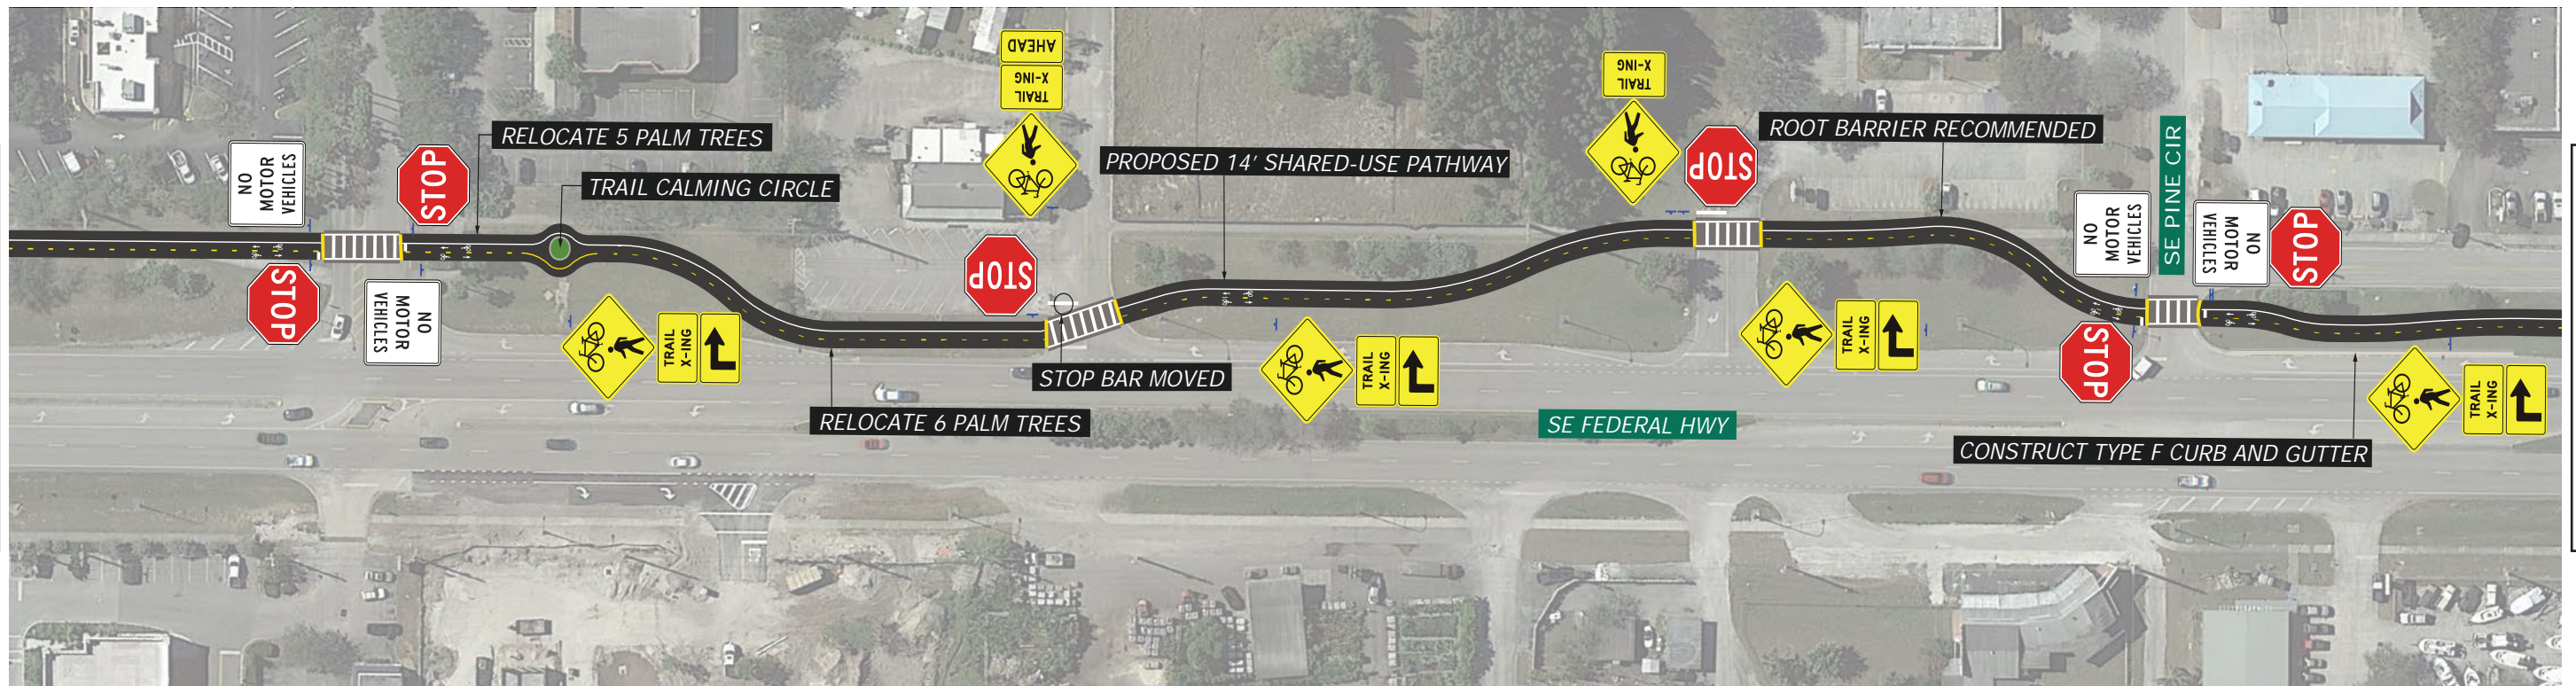 AHEAD
TRAIL
X-ING
TRAIL
X-ING
RELOCATE 5 PALM TREES
ROOT BARRIER RECOMMENDED
NO
MOTOR
VEHICLES
STOP
TRAIL CALMING CIRCLE
PROPOSED 14' SHARED-USE PATHWAY
STOP
SE PINE CIR
NO
MOTOR
VEHICLES
NO
MOTOR
VEHICLES
STOP
STOP
STOP
NO
MOTOR
VEHICLES
TRAIL
X-ING
STOP BAR MOVED
TRAIL
X-ING
TRAIL
X-ING
STOP
RELOCATE 6 PALM TREES
SE FEDERAL HWY
TRAIL
X-ING
CONSTRUCT TYPE F CURB AND GUTTER